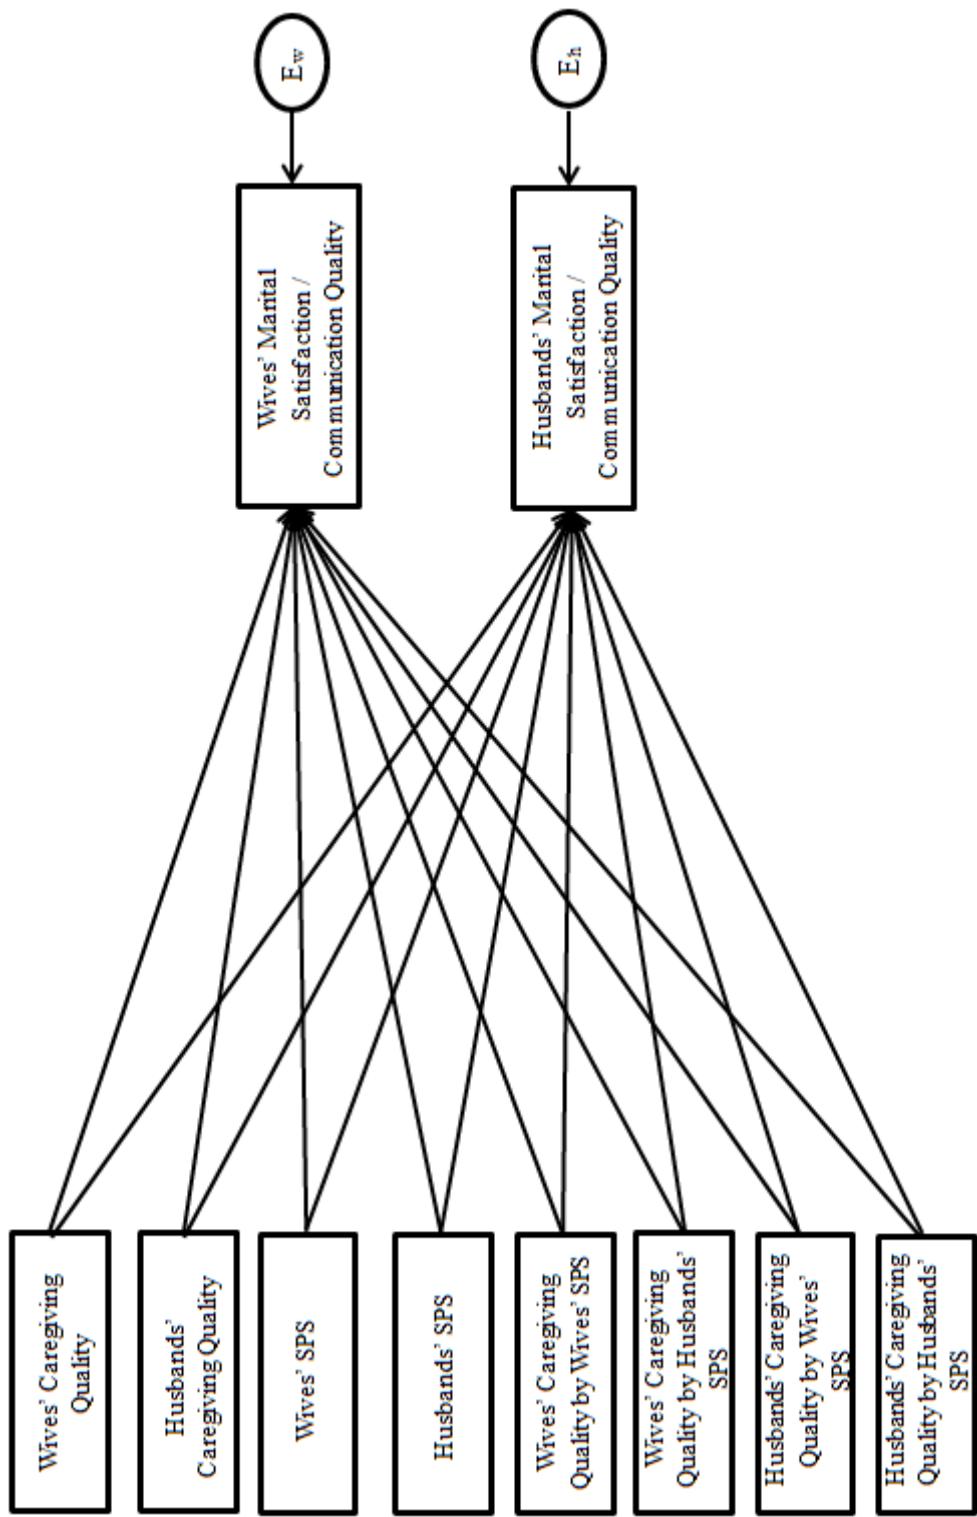 Wives’ Caregiving
Quality
Husbands’
Caregiving Quality
Wives’ SPS
Husbands’ SPS
Wives’ Caregiving
Quality by Wives’ SPS
Wives’ Caregiving
Quality by Husbands’
SPS
Husbands’ Caregiving
Quality by Wives’
SPS
Husbands’ Caregiving
Quality by Husbands’
SPS
Wives’ Marital
Satisfaction /
Communication Quality
Husbands’ Marital
Satisfaction /
Communication Quality
Ew
Eh